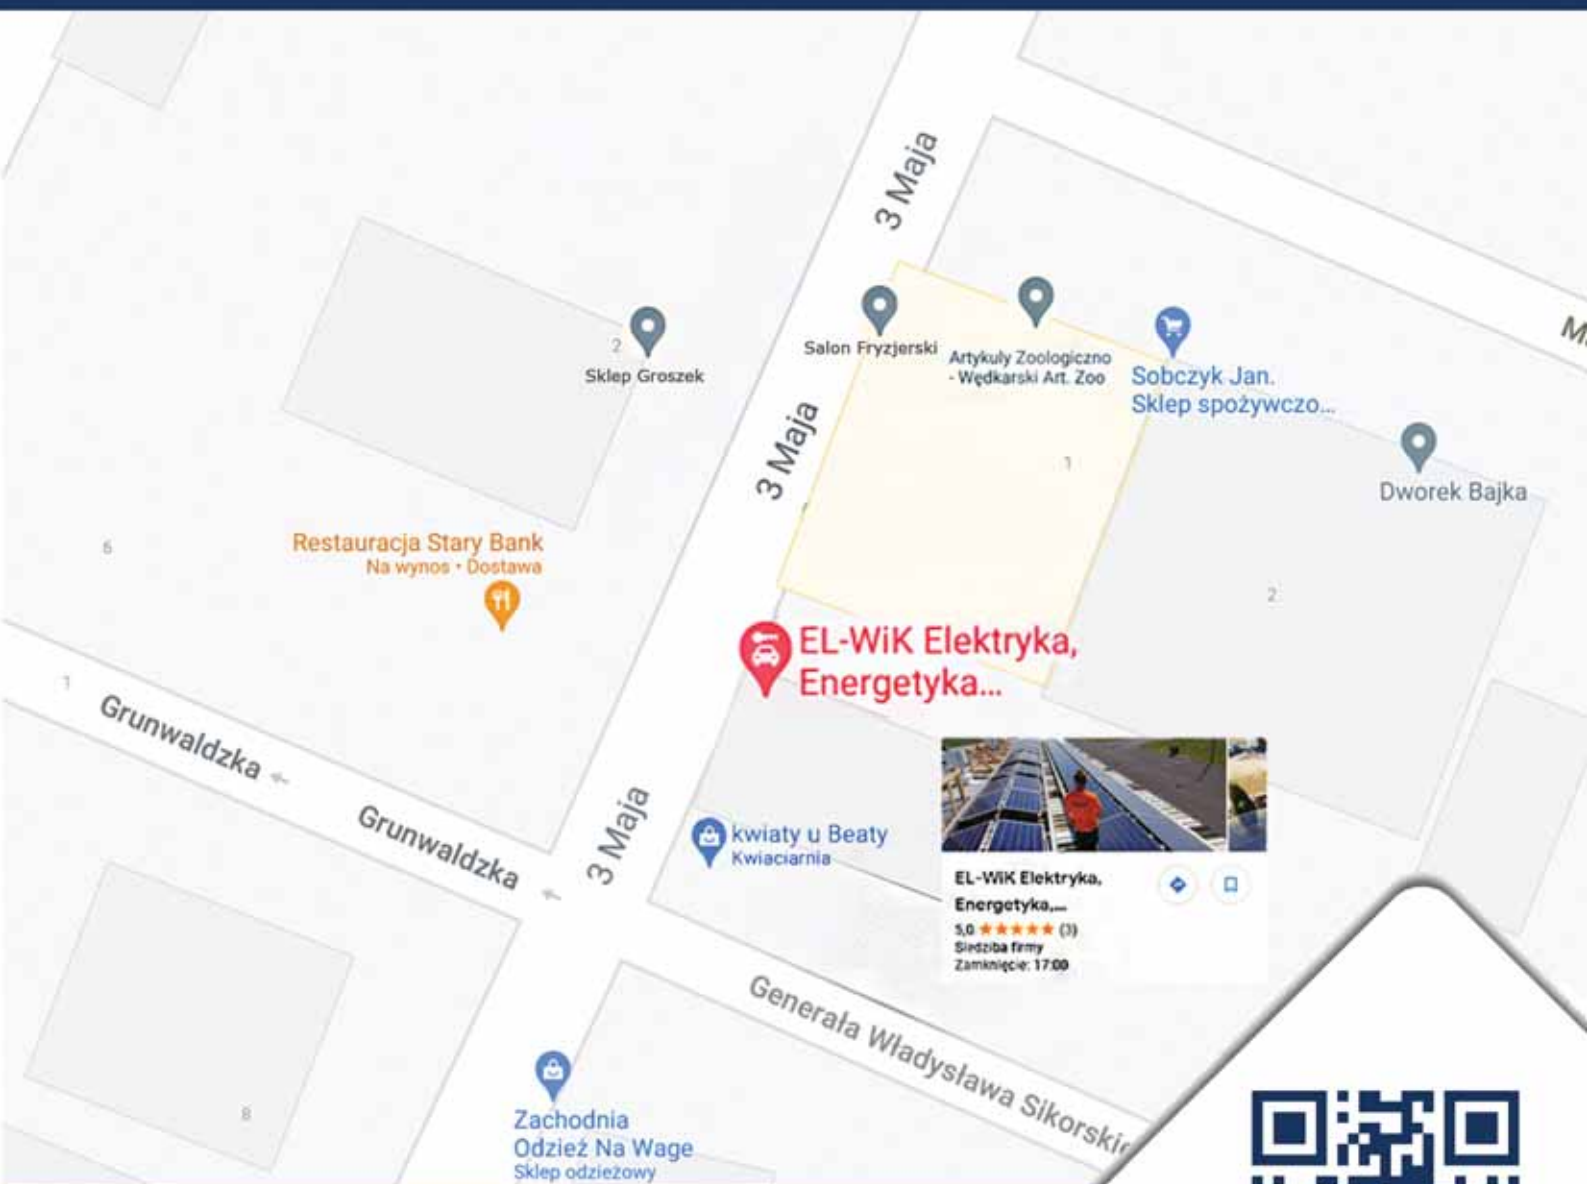 3 Maja
Salon Fryzjerski
Artykuly Zoologiczno
- Wędkarski Art. Zoo
Sobczyk Jan.
Sklep spożywczo...
2
Sklep Groszek
3 Maja
1
Dworek Bajka
Restauracja Stary Bank
Na wynos • Dostawa
6
2
EL-WiK Elektryka,
Energetyka...
1
Grunwaldzka
Grunwaldzka
3 Maja
kwiaty u Beaty
Kwiaciarnia
EL-WiK Elektryka,
Energetyka,...
5,0 ★★★★★ (3)
Siedziba firmy
Zamknięcie: 17:00
Generała Władysława
8
Zachodnia
Odzież Na Wage
Sklep odzieżowy